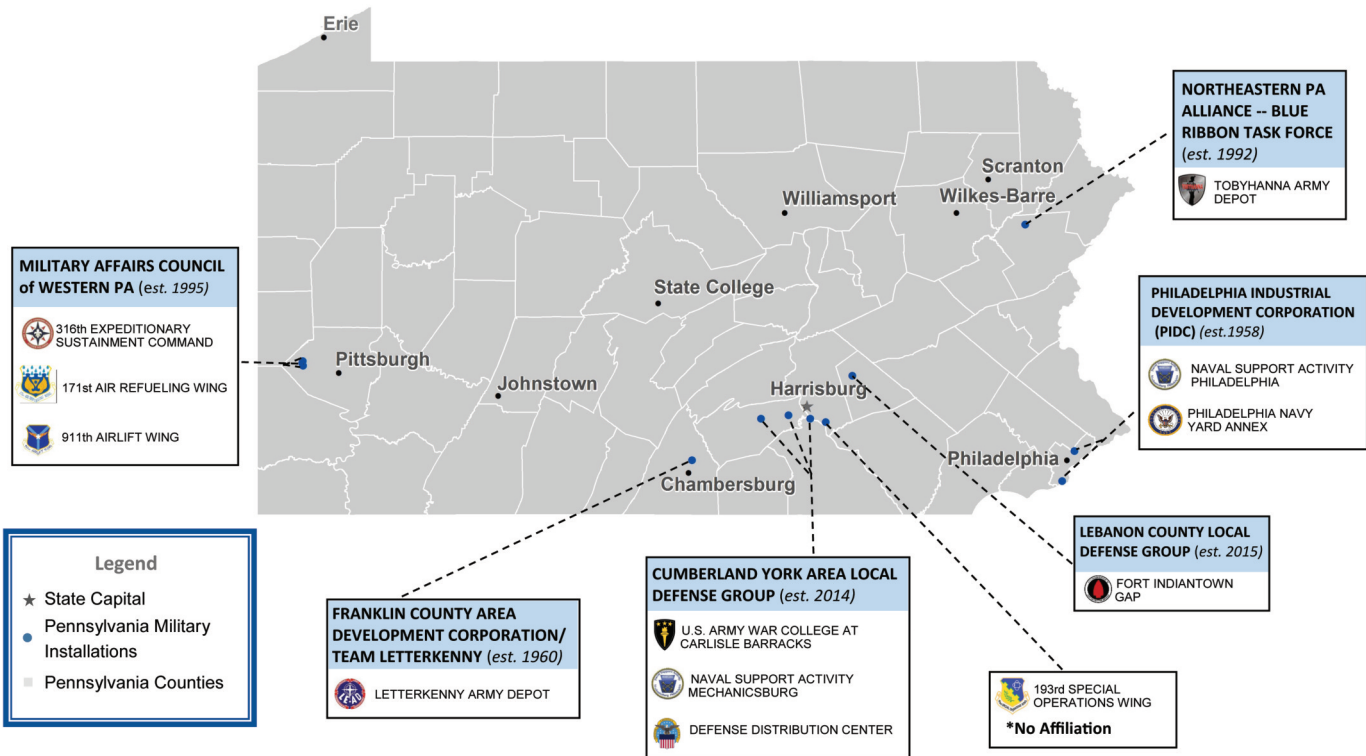 Erie
Scranton
Williamsport
Wilkes-Barre
State College
Pittsburgh
Johnstown
Harrisburg
Philadelphia
Chambersburg
NORTHEASTERN PA
ALLIANCE -- BLUE
RIBBON TASK FORCE
(est. 1992)
TOBYHANNA ARMY
DEPOT
MILITARY AFFAIRS COUNCIL
of WESTERN PA (est. 1995)
316th EXPEDITIONARY
SUSTAINMENT COMMAND
171st AIR REFUELING WING
911th AIRLIFT WING
PHILADELPHIA INDUSTRIAL
DEVELOPMENT CORPORATION
(PIDC) (est.1958)
NAVAL SUPPORT ACTIVITY
PHILADELPHIA
PHILADELPHIA NAVY
YARD ANNEX
LEBANON COUNTY LOCAL
DEFENSE GROUP (est. 2015)
FORT INDIANTOWN
GAP
Legend
State Capital
Pennsylvania Military
Installations
Pennsylvania Counties
FRANKLIN COUNTY AREA
DEVELOPMENT CORPORATION/
TEAM LETTERKENNY (est. 1960)
LETTERKENNY ARMY DEPOT
CUMBERLAND YORK AREA LOCAL
DEFENSE GROUP (est. 2014)
U.S. ARMY WAR COLLEGE AT
CARLISLE BARRACKS
NAVAL SUPPORT ACTIVITY
MECHANICSBURG
DEFENSE DISTRIBUTION CENTER
193rd SPECIAL
OPERATIONS WING
*No Affiliation